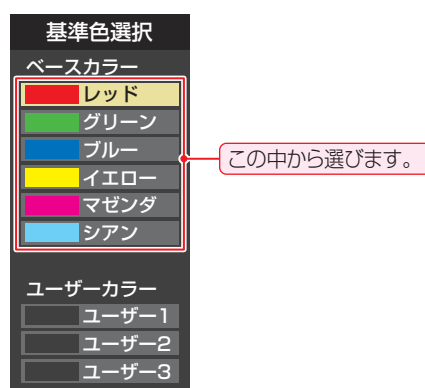 基準色選択
ベースカラー
レッド
グリーン
ブルー
イエロー
マゼンダ
シアン
この中から選びます。
ユーザーカラー
ユーザー1
ユーザー2
ユーザー3